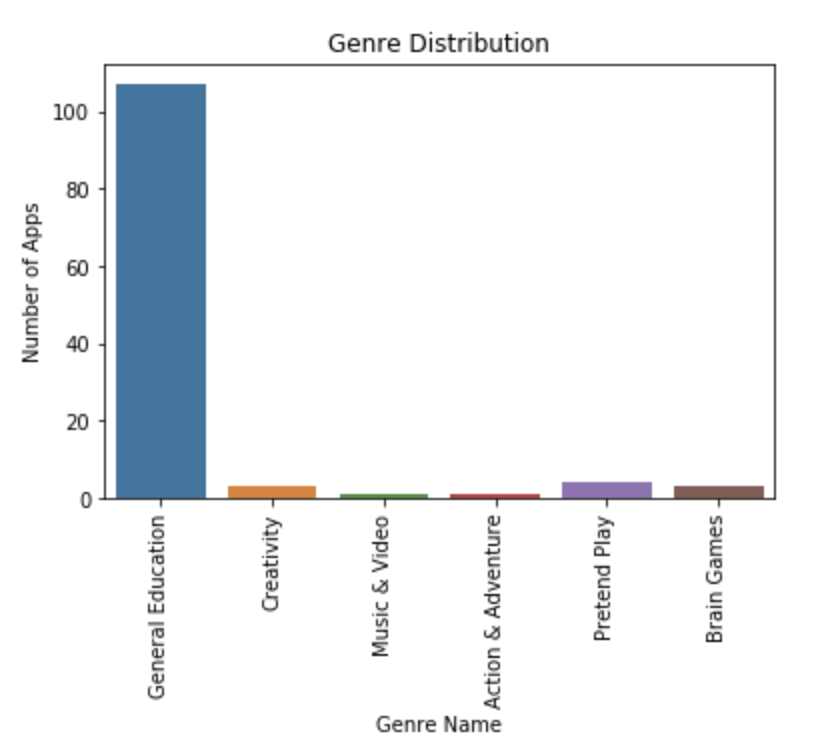 Genre Distribution
Number of Apps
100
80
60
40
20
0
General Education
Creativity
Music & Video
Action & Adventure
Pretend Play
Brain Games
Genre Name